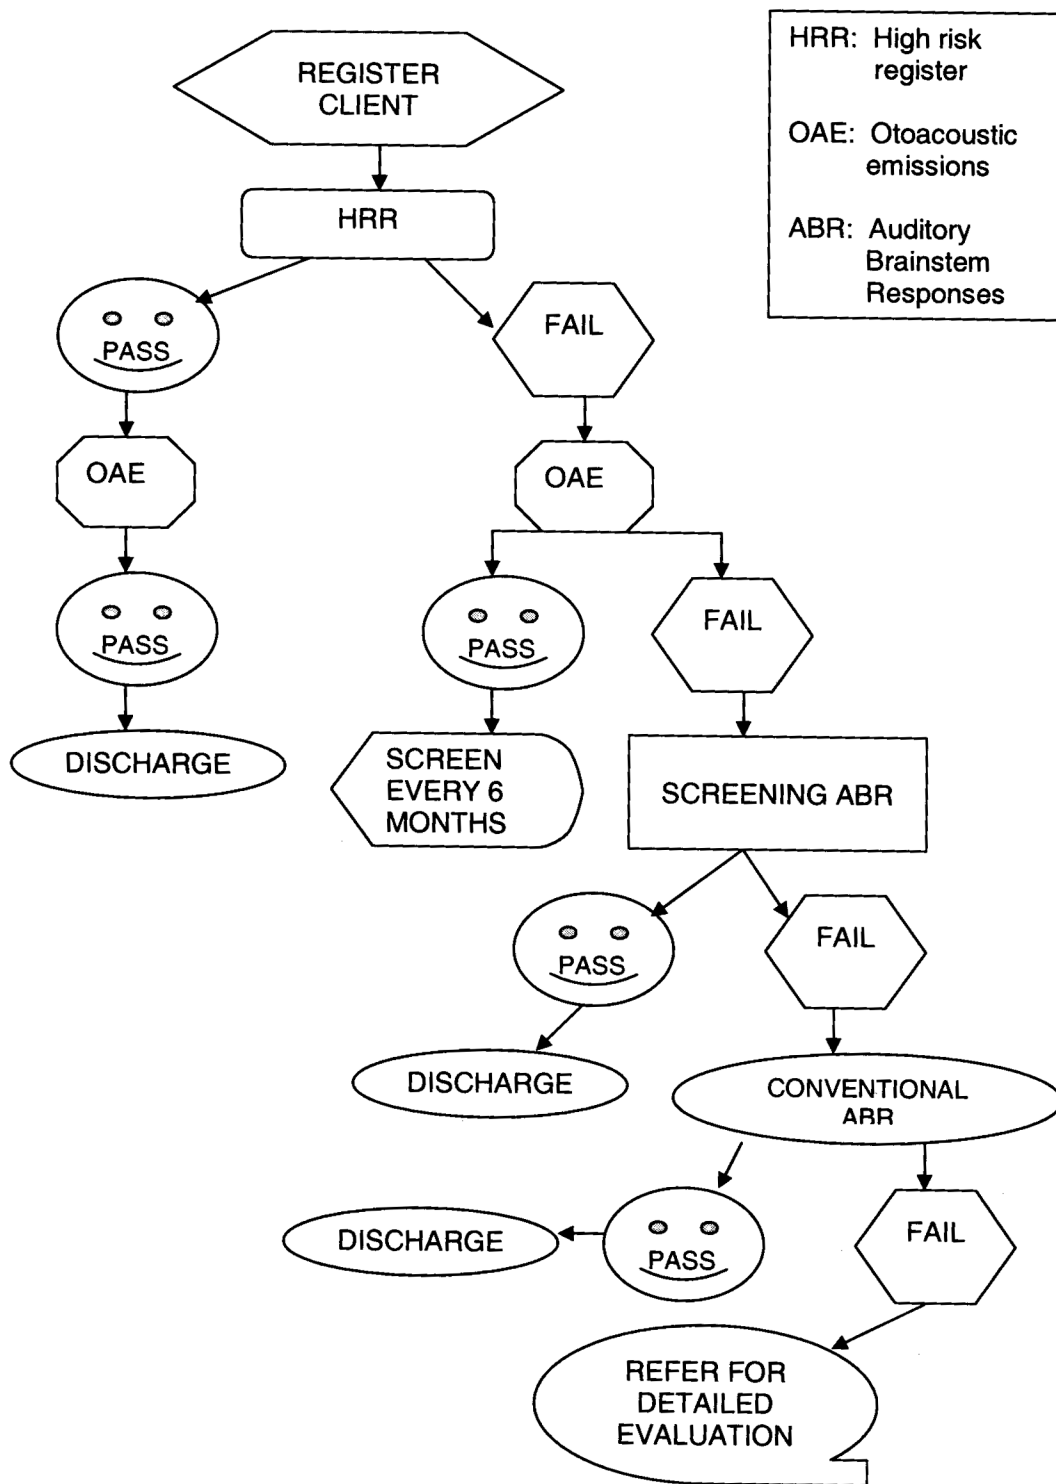 REGISTER
CLIENT
HRR: High risk
register
OAE: Otoacoustic
emissions
ABR: Auditory
Brainstem
Responses
HRR
PASS
FAIL
OAE
OAE
PASS
PASS
FAIL
DISCHARGE
SCREEN
EVERY 6
MONTHS
SCREENING ABR
PASS
FAIL
DISCHARGE
CONVENTIONAL
ABR
DISCHARGE
PASS
FAIL
REFER FOR
DETAILED
EVALUATION